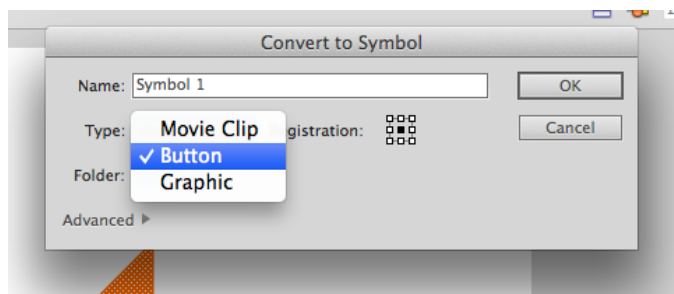 Convert to Symbol
Name: Symbol 1
OK
Type: Movie Clip gistration:
Cancel
✓ Button
Folder:
Graphic
Advanced